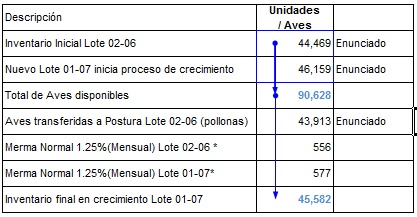 Descripción Unidades / Aves
Inventario Inicial Lote 02-06 44,469 Enunciado
Nuevo Lote 01-07 inicia proceso de crecimiento 46,159 Enunciado
Total de Aves disponibles 90,628
Aves transferidas a Postura Lote 02-06 (pollonas) 43,913 Enunciado
Merma Normal 1.25%(Mensual) Lote 02-06 * 556
Merma Normal 1.25%(Mensual) Lote 01-07* 577
Inventario final en crecimiento Lote 01-07 45,582